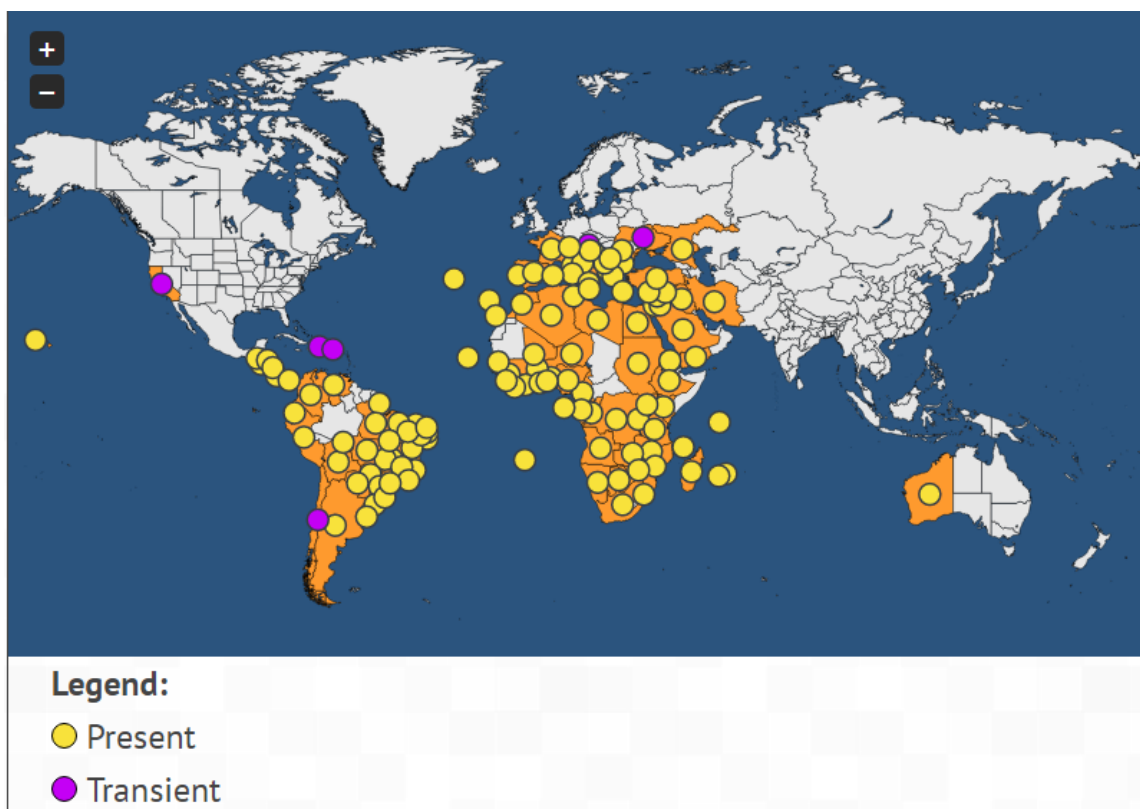 +
−
Legend:
Present
Transient